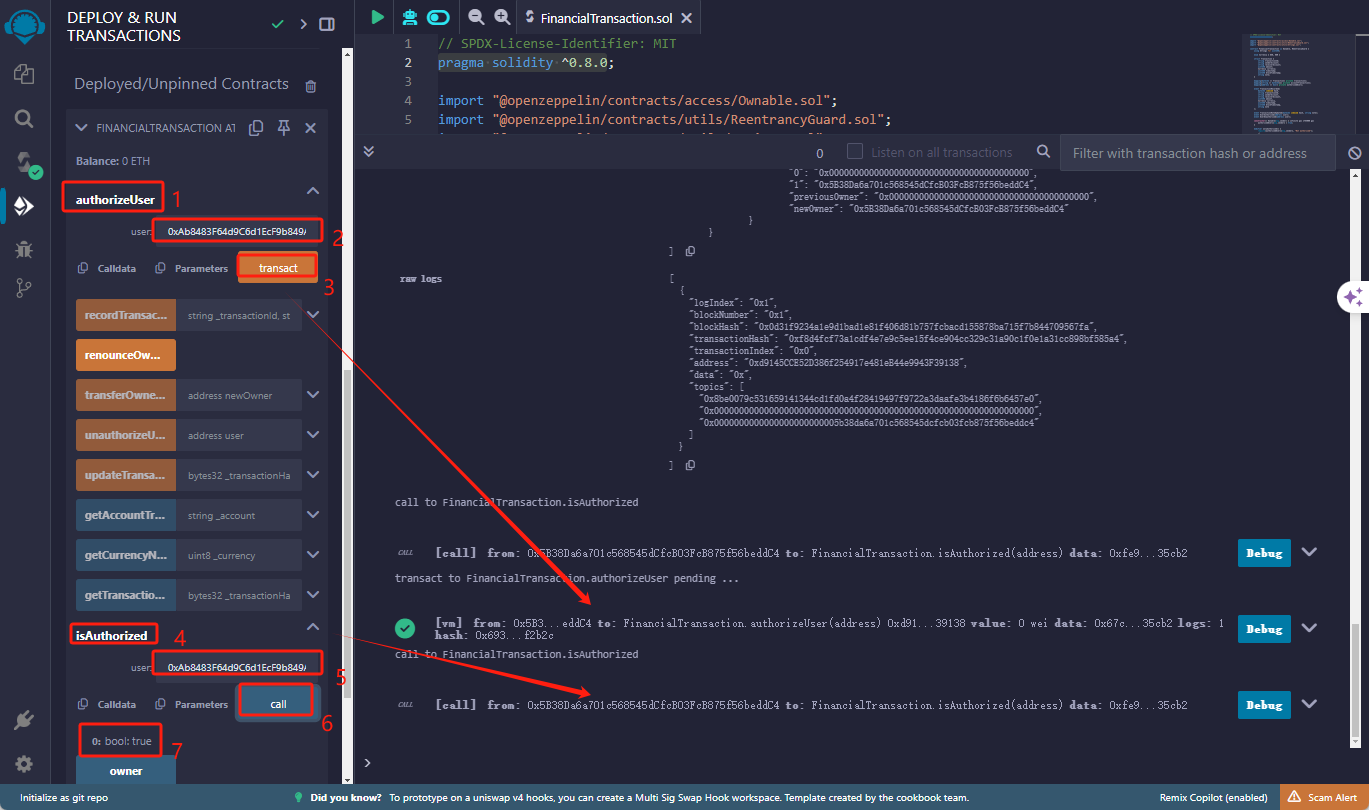 DEPLOY & RUN
TRANSACTIONS
FinancialTransaction.sol
Deployed/Unpinned Contracts
FINANCIALTRANSACTION AT
Balance: 0 ETH
authorizeUser
1
user:
0xAb8483F64d9C6d1EcF9b849A
2
Calldata
Parameters
transact
3
recordTransac...
string _transactionId, st
renounceOw...
transferOwne...
address newOwner
unauthorizeU...
address user
updateTransa...
bytes32 _transactionHa
getAccountTr...
string _account
getCurrencyN...
uint8 _currency
getTransactio...
bytes32 _transactionHa
isAuthorized
4
user:
0xAb8483F64d9C6d1EcF9b849A
5
Calldata
Parameters
call
6
0: bool: true
7
owner
1 // SPDX-License-Identifier: MIT
2 pragma solidity ^0.8.0;
3
4 import "@openzeppelin/contracts/access/Ownable.sol";
5 import "@openzeppelin/contracts/utils/ReentrancyGuard.sol";
0
Listen on all transactions
Filter with transaction hash or address
"0": "0x0000000000000000000000000000000000000000",
"1": "0x5B38Da6a701c568545dCfcB03FcB875f56beddC4",
"previousOwner": "0x0000000000000000000000000000000000000000",
"newOwner": "0x5B38Da6a701c568545dCfcB03FcB875f56beddC4"
}
}
]
raw logs
[
{
"logIndex": "0x1",
"blockNumber": "0x1",
"blockHash": "0x0d31f9234a1e9d1bad1e81f406d81b757fcbacd155878ba715f7b844709567fa",
"transactionHash": "0xf8d4fcf73a1cdf4e7e9c5ee15f4ce904cc329c31a90c1f0e1a31cc898bf585a4",
"transactionIndex": "0x0",
"address": "0xd9145CCE52D386f254917e481eB44e9943F39138",
"data": "0x",
"topics": [
"0x8be0079c531659141344cd1fd0a4f28419497f9722a3daafe3b4186f6b6457e0",
"0x0000000000000000000000000000000000000000000000000000000000000000",
"0x0000000000000000000000005b38da6a701c568545dcfcb03fcb875f56beddc4"
]
}
]
call to FinancialTransaction.isAuthorized
CALL [call] from: 0x5B38Da6a701c568545dCfcB03FcB875f56beddC4 to: FinancialTransaction.isAuthorized(address) data: 0xfe9...35cb2
Debug
transact to FinancialTransaction.authorizeUser pending ...
[vm] from: 0x5B3...eddC4 to: FinancialTransaction.authorizeUser(address) 0xd91...39138 value: 0 wei data: 0x67c...35cb2 logs: 1
hash: 0x693...f2b2c
Debug
call to FinancialTransaction.isAuthorized
CALL [call] from: 0x5B38Da6a701c568545dCfcB03FcB875f56beddC4 to: FinancialTransaction.isAuthorized(address) data: 0xfe9...35cb2
Debug
>
Initialize as git repo
Did you know? To prototype on a uniswap v4 hooks, you can create a Multi Sig Swap Hook workspace. Template created by the cookbook team.
Remix Copilot (enabled)
Scam Alert